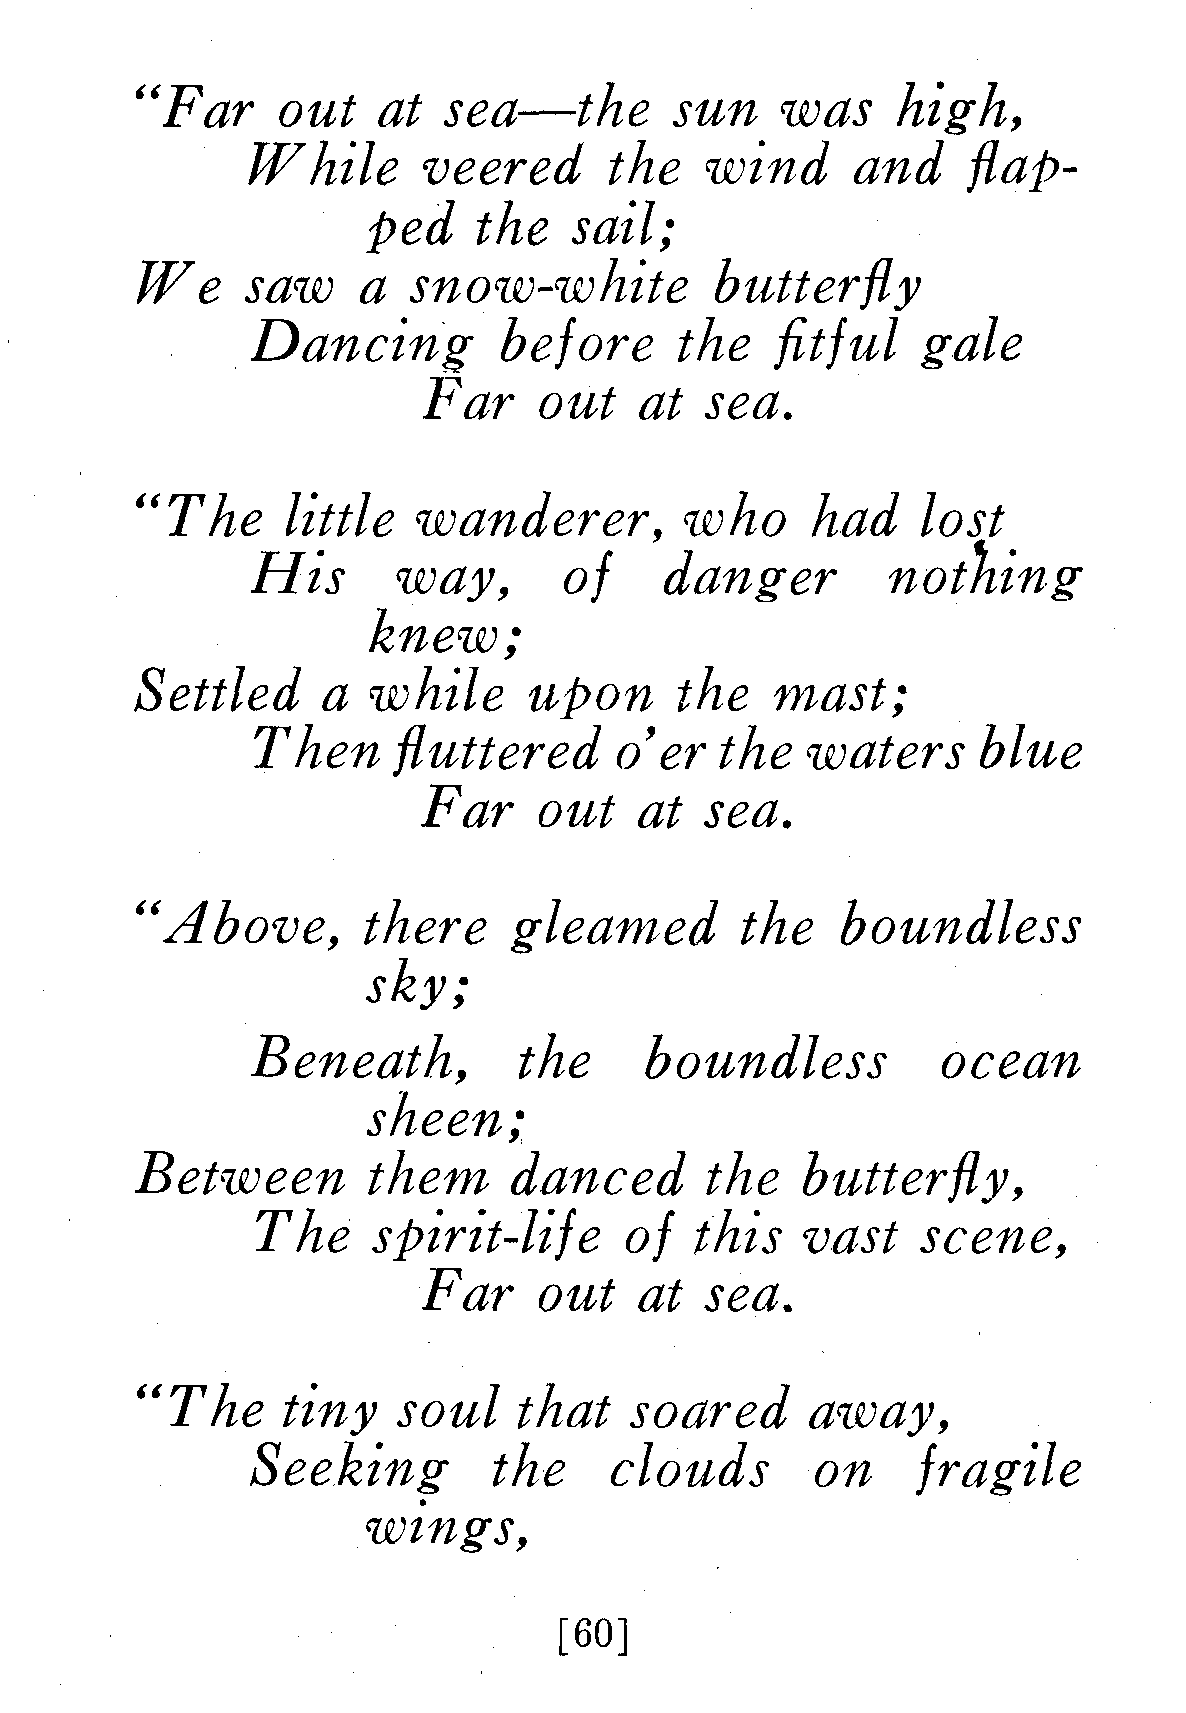 “Far out at sea—the sun was high,
While veered the wind and flap-
ped the sail;
We saw a snow-white butterfly
Dancing before the fitful gale
Far out at sea.
“The little wanderer, who had lost
His way, of danger nothing
knew;
Settled a while upon the mast;
Then fluttered o’er the waters blue
Far out at sea.
“Above, there gleamed the boundless
sky;
Beneath, the boundless ocean
sheen;
Between them danced the butterfly,
The spirit-life of this vast scene,
Far out at sea.
“The tiny soul that soared away,
Seeking the clouds on fragile
wings,
[60]